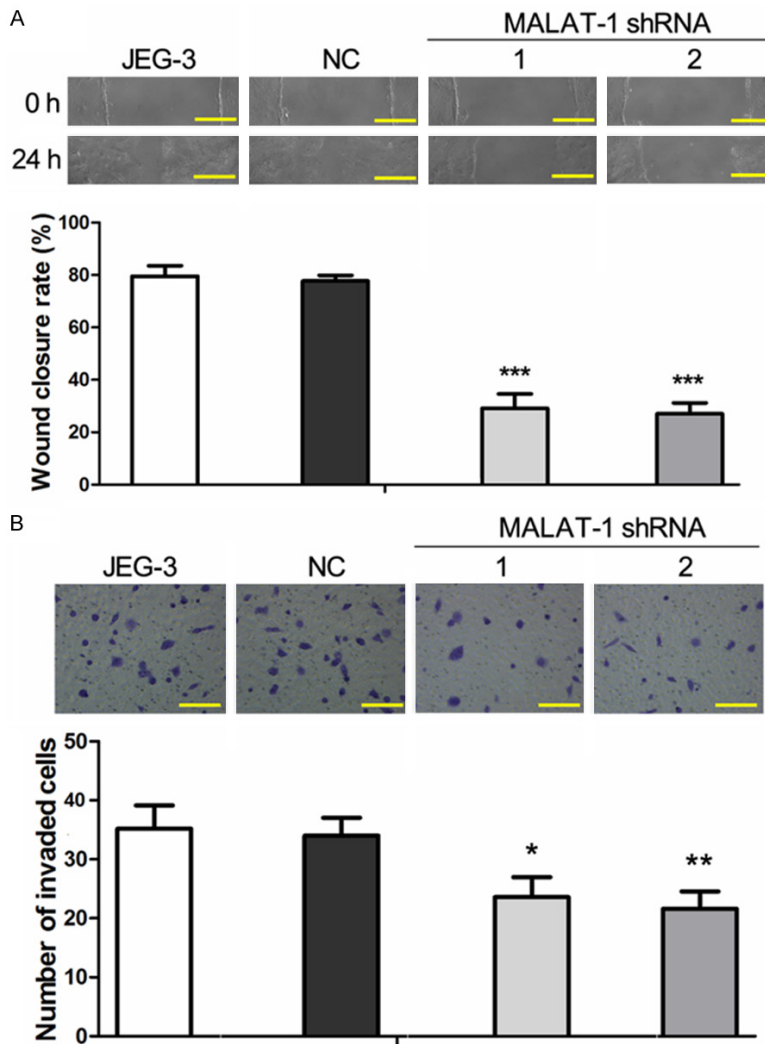 A
MALAT-1 shRNA
JEG-3 NC 1 2
0 h
24 h
Wound closure rate (%)
100
80
60
40
20
0
*** ***
B
MALAT-1 shRNA
JEG-3 NC 1 2
Number of invaded cells
50
40
30
20
10
0
* **